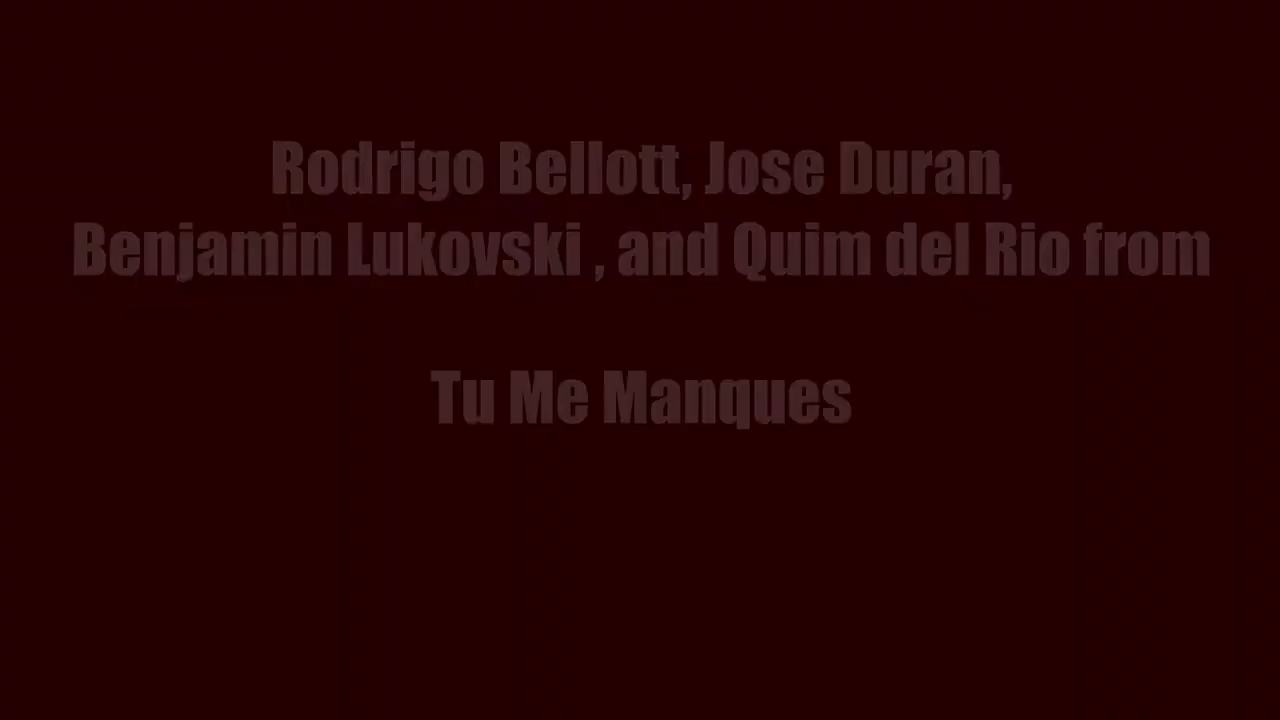 Rodrigo Bellott, Jose Duran,
Benjamin Lukovski , and Quim del Rio from
Tu Me Manques